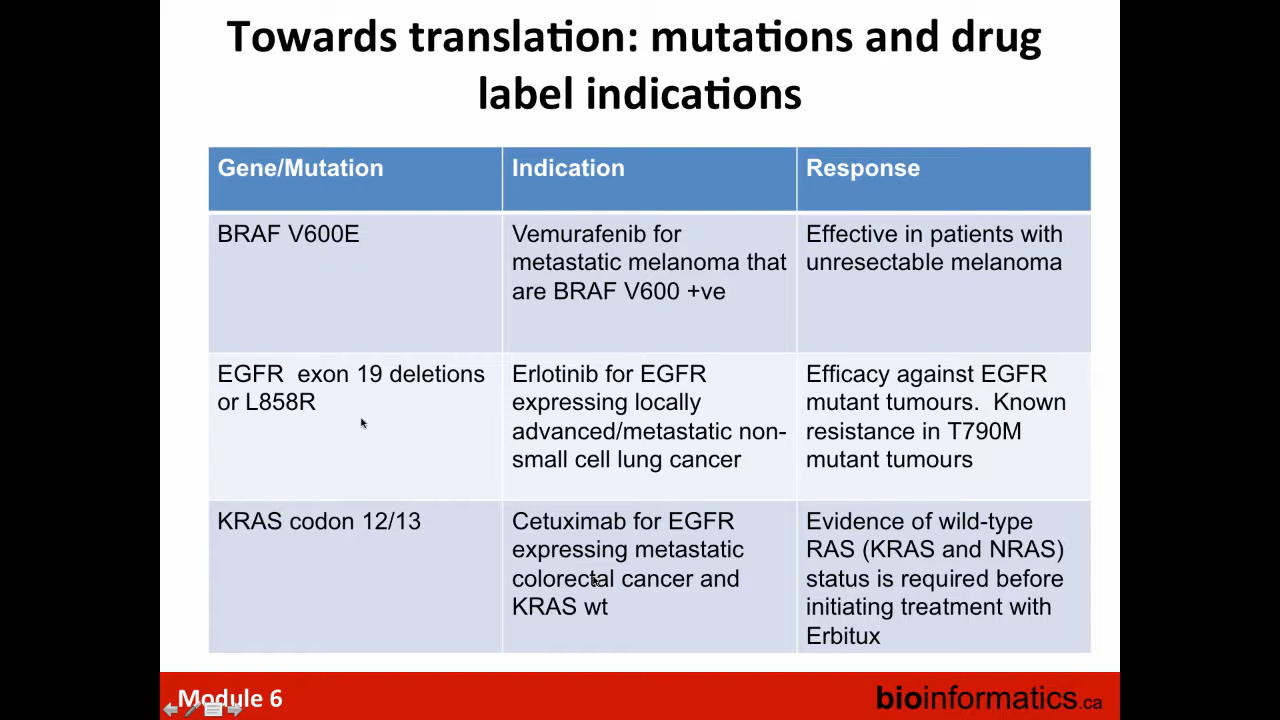 Towards translation: mutations and drug
label indications
Gene/Mutation
Indication
Response
BRAF V600E
Vemurafenib for
metastatic melanoma that
are BRAF V600 +ve
Effective in patients with
unresectable melanoma
EGFR  exon 19 deletions
or L858R
Erlotinib for EGFR
expressing locally
advanced/metastatic non-
small cell lung cancer
Efficacy against EGFR
mutant tumours.  Known
resistance in T790M
mutant tumours
KRAS codon 12/13
Cetuximab for EGFR
expressing metastatic
colorectal cancer and
KRAS wt
Evidence of wild-type
RAS (KRAS and NRAS)
status is required before
initiating treatment with
Erbitux
Module 6
bioinformatics.ca